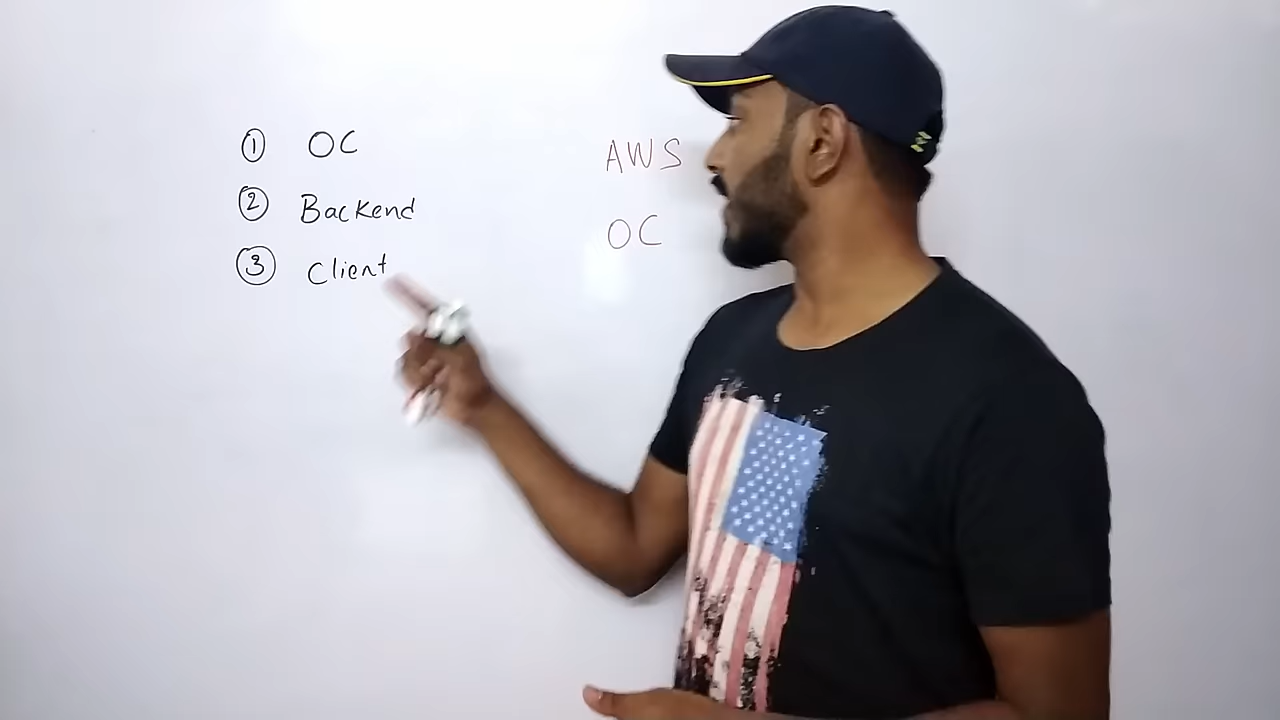 ① OC
② Backend
③ Client
AWS
OC